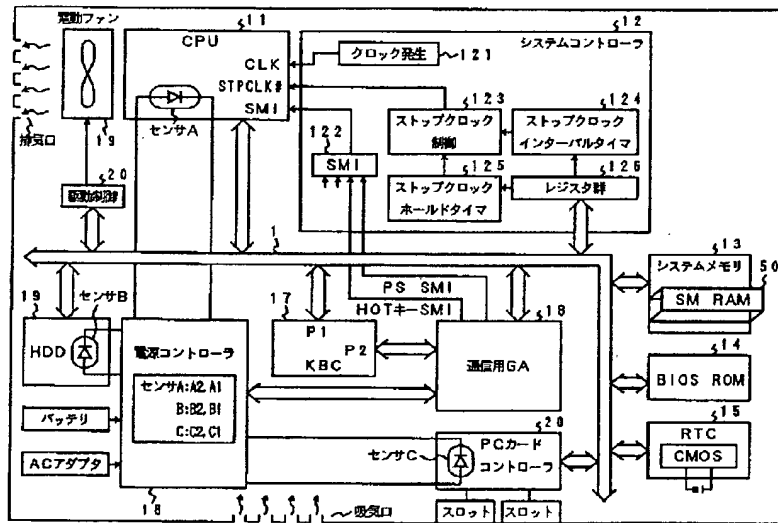 電動ファン
11
CPU
12
システムコントローラ
クロック発生
121
CLK
STPCLK#
SMI
センサA
123
124
ストップクロック
制御
ストップクロック
インターバルタイマ
122
SMI
125
126
ストップクロック
ホールドタイマ
レジスタ群
排気口
19
20
駆動制御
1
PS SMI
HOTキーSMI
13
システムメモリ
50
SM RAM
19
センサB
HDD
電源コントローラ
センサA:A2,A1
B:B2,B1
C:C2,C1
17
P1
P2
KBC
18
通信用GA
14
BIOS ROM
15
RTC
CMOS
バッテリ
ACアダプタ
18
センサC
20
PCカード
コントローラ
スロット
スロット
吸気口